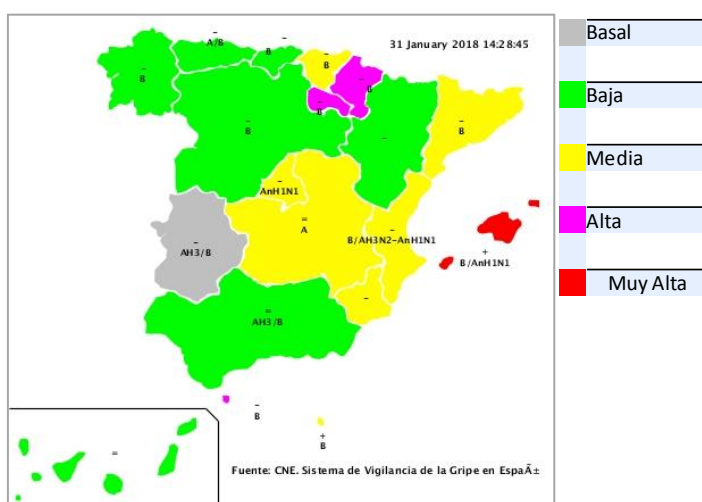 31 January 2018 14:28:45
–
A/B
–
B
–
B
–
B
–
B
–
B
–
B
–
–
B
–
AnH1N1
=
A
–
B/AH3N2–AnH1N1
+
B/AnH1N1
–
AH3/B
–
=
AH3/B
–
B
+
B
=
Fuente: CNE. Sistema de Vigilancia de la Gripe en EspaÃ±
Basal
Baja
Media
Alta
Muy Alta